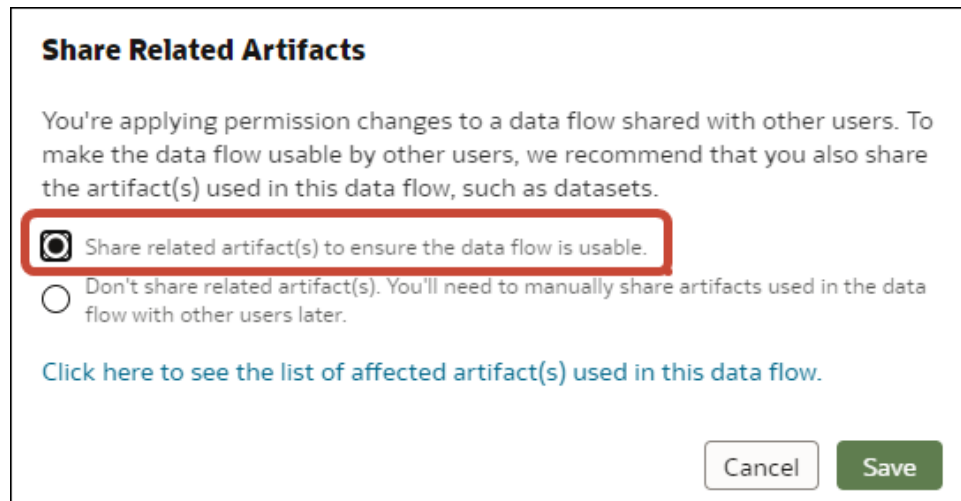 Share Related Artifacts
You're applying permission changes to a data flow shared with other users. To
make the data flow usable by other users, we recommend that you also share
the artifact(s) used in this data flow, such as datasets.
Share related artifact(s) to ensure the data flow is usable.
Don't share related artifact(s). You'll need to manually share artifacts used in the data
flow with other users later.
Click here to see the list of affected artifact(s) used in this data flow.
Cancel Save